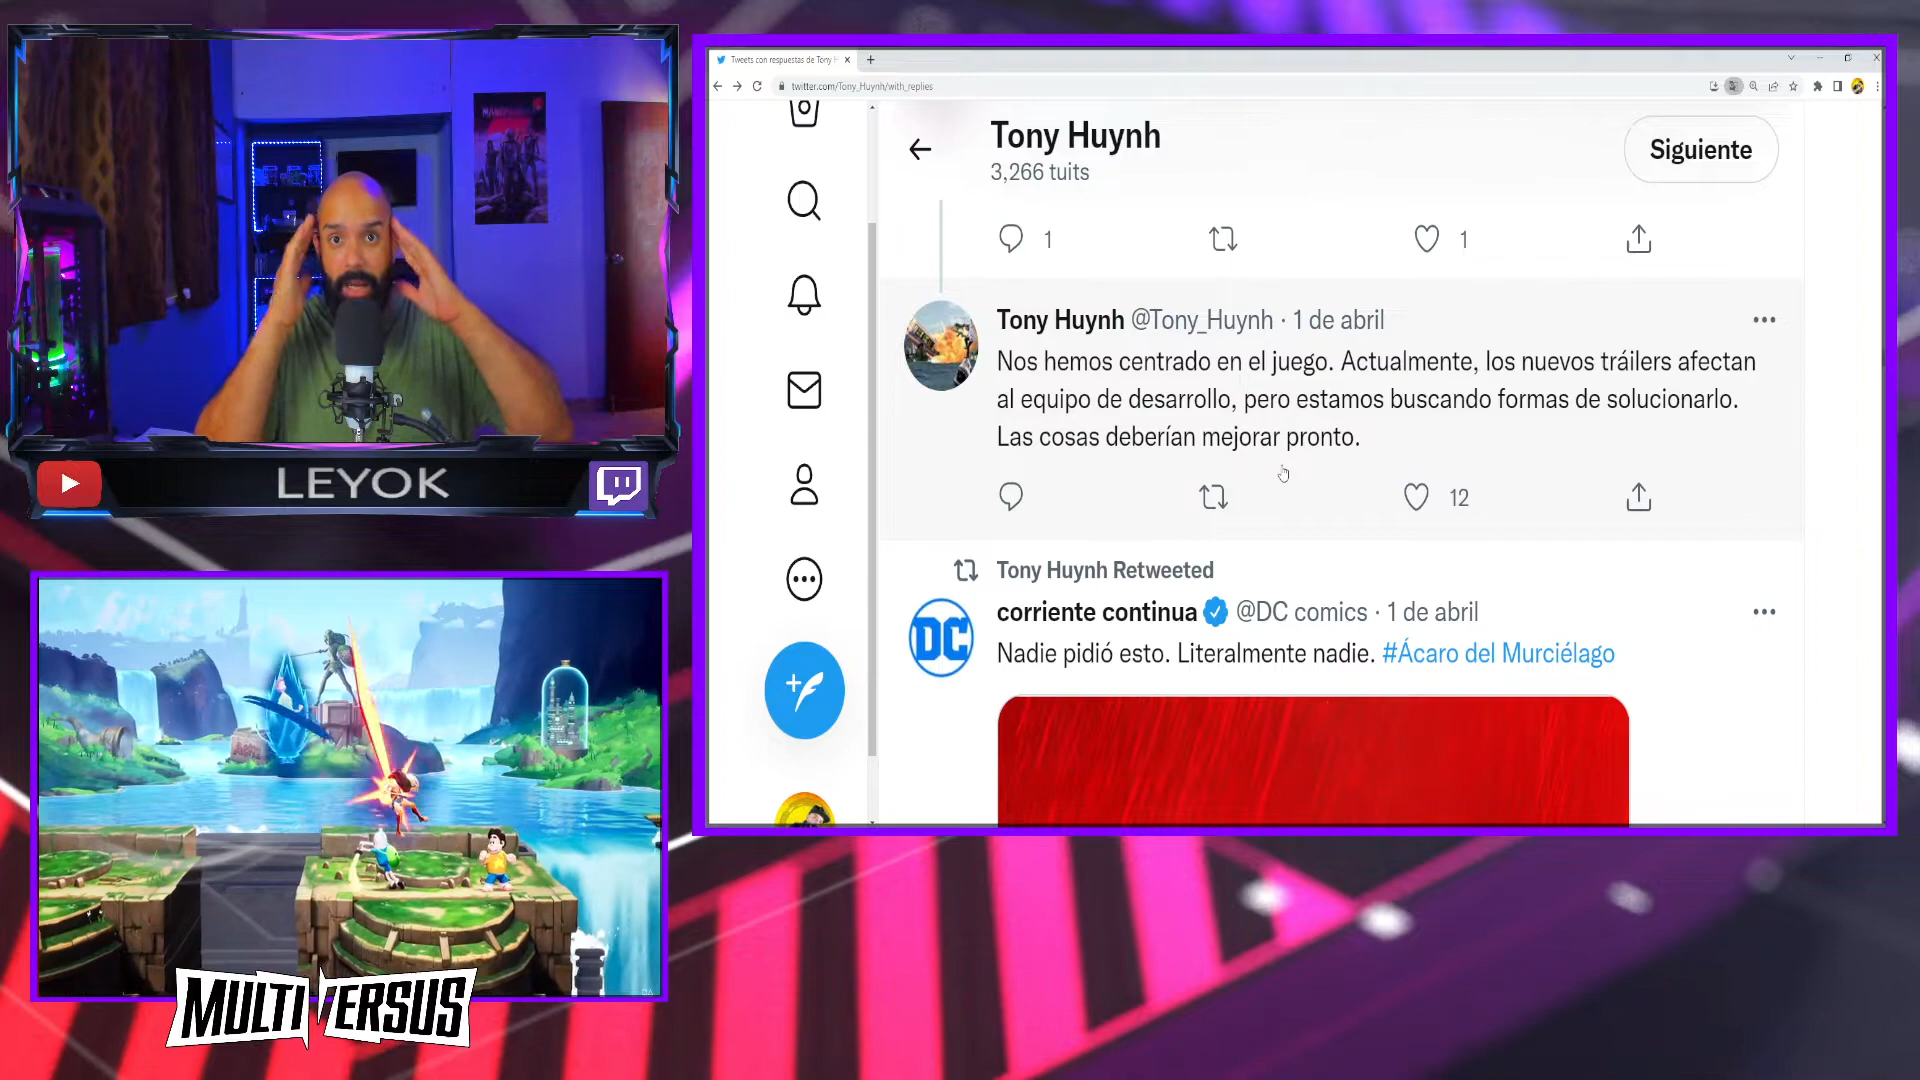 LEYOK
MULTIVERSUS
Tweets con respuestas de Tony H
twitter.com/Tony_Huynh/with_replies
Tony Huynh
3,266 tuits
Siguiente
1
1
Tony Huynh @Tony_Huynh · 1 de abril
Nos hemos centrado en el juego. Actualmente, los nuevos tráilers afectan
al equipo de desarrollo, pero estamos buscando formas de solucionarlo.
Las cosas deberían mejorar pronto.
12
Tony Huynh Retweeted
DC
corriente continua @DC comics · 1 de abril
Nadie pidió esto. Literalmente nadie. #Ácaro del Murciélago